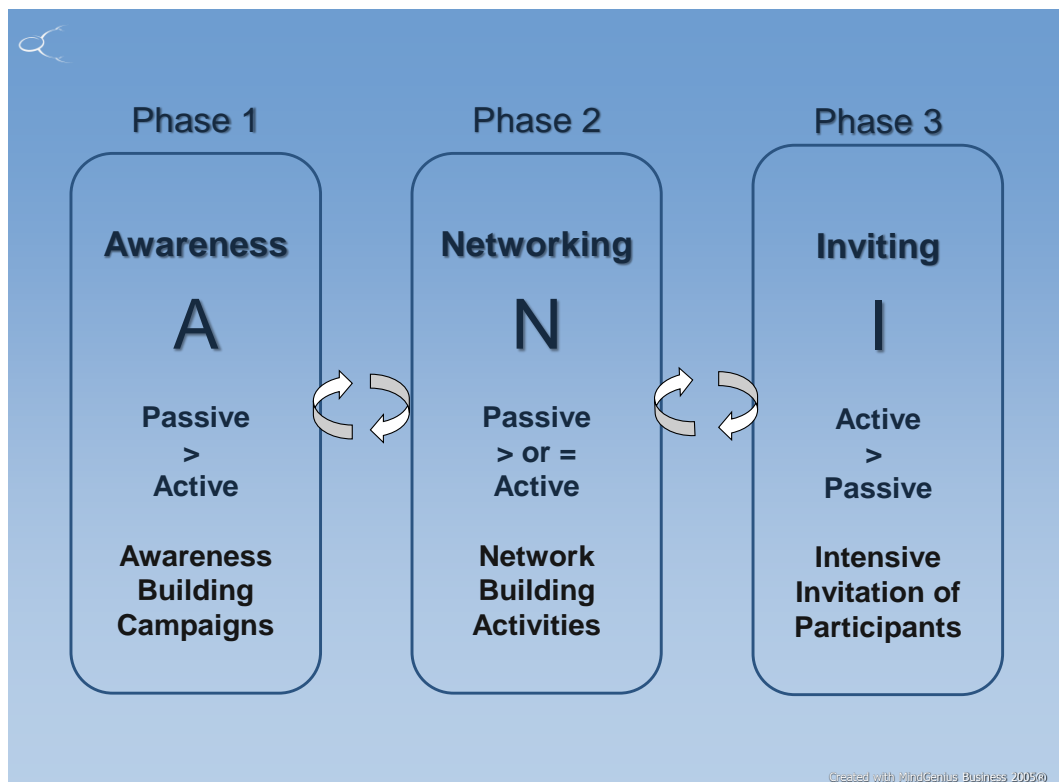 Phase 1
Awareness
A
Passive
>
Active
Awareness
Building
Campaigns
Phase 2
Networking
N
Passive
> or =
Active
Network
Building
Activities
Phase 3
Inviting
I
Active
>
Passive
Intensive
Invitation of
Participants
Created with MindGenius Business 2005®